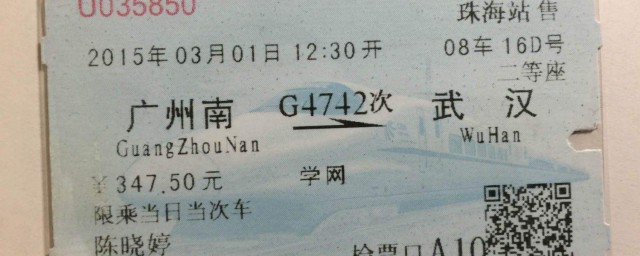 U035850
珠海站 售
2015年03月01日 12:30开
08车 16D号
二等座
广州南
G4742次
武汉
GuangZhouNan
WuHan
￥347.50元
学网
限乘当日当次车
陈晓婷
检票口A10